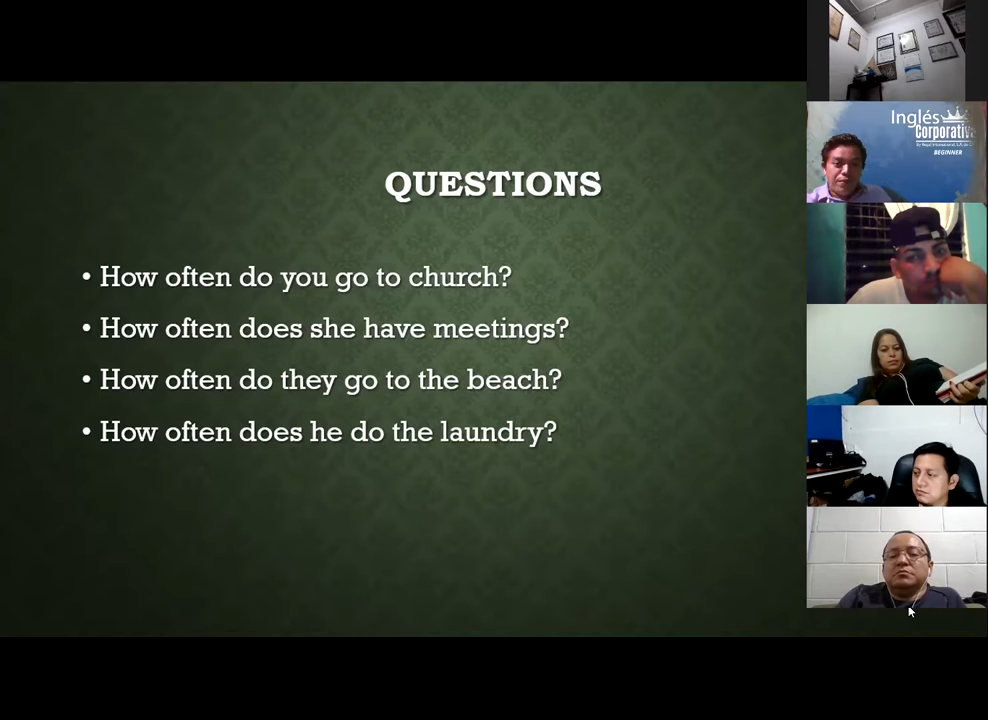 QUESTIONS
• How often do you go to church?
• How often does she have meetings?
• How often do they go to the beach?
• How often does he do the laundry?
Inglés
Corporativ
BEGINNER